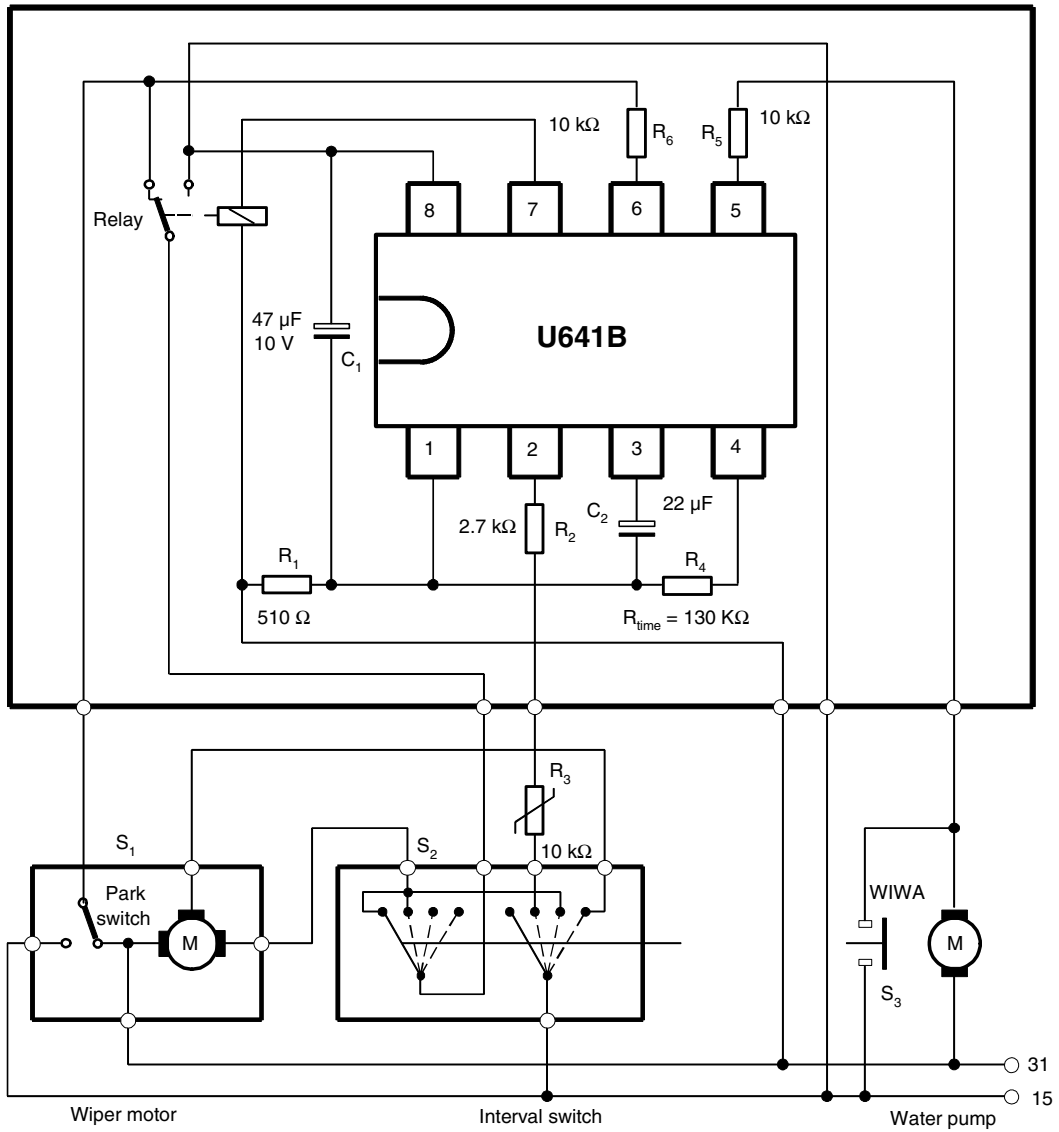 10 kΩ
R6
R5
10 kΩ
8
7
6
5
Relay
47 µF
10 V
C1
U641B
1
2
3
4
2.7 kΩ
R2
C2
22 µF
R1
510 Ω
R4
Rtime = 130 KΩ
R3
10 kΩ
S1
S2
Park
switch
M
WIWA
M
S3
31
15
Wiper motor
Interval switch
Water pump